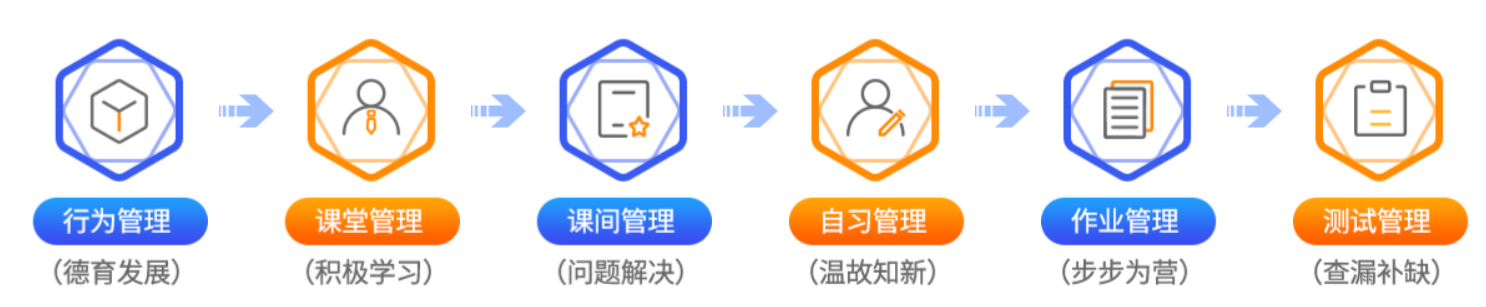 行为管理
课堂管理
课间管理
自习管理
作业管理
测试管理
（德育发展）
（积极学习）
（问题解决）
（温故知新）
（步步为营）
（查漏补缺）